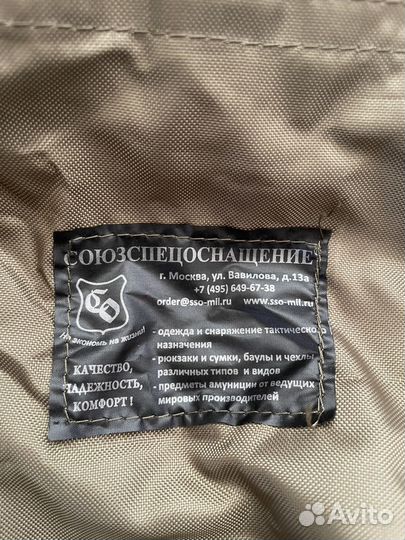 СОЮЗСПЕЦОСНАЩЕНИЕ
г. Москва, ул. Вавилова, д.13а
+7 (495) 649-67-38
order@sso-mil.ru www.sso-mil.ru
не экономь на жизни!
КАЧЕСТВО,
НАДЕЖНОСТЬ,
КОМФОРТ!
- одежда и снаряжение тактического
назначения
- рюкзаки и сумки, баулы и чехлы
различных типов и видов
- предметы амуниции от ведущих
мировых производителей
Avito